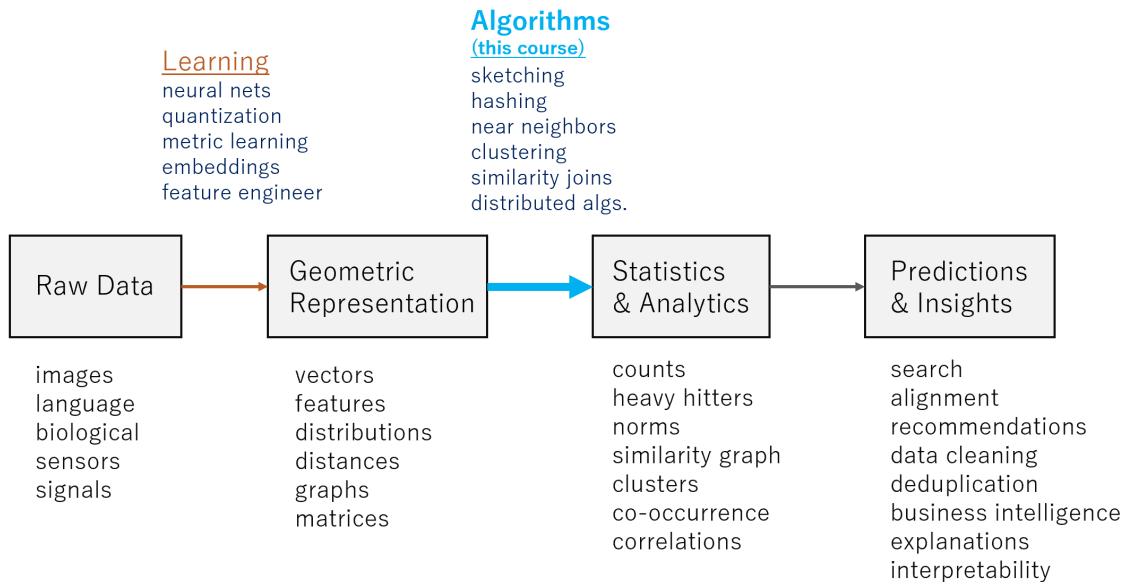 Algorithms
(this course)
sketching
hashing
near neighbors
clustering
similarity joins
distributed algs.
Learning
neural nets
quantization
metric learning
embeddings
feature engineer
Raw Data
images
language
biological
sensors
signals
Geometric
Representation
vectors
features
distributions
distances
graphs
matrices
Statistics
& Analytics
counts
heavy hitters
norms
similarity graph
clusters
co-occurrence
correlations
Predictions
& Insights
search
alignment
recommendations
data cleaning
deduplication
business intelligence
explanations
interpretability